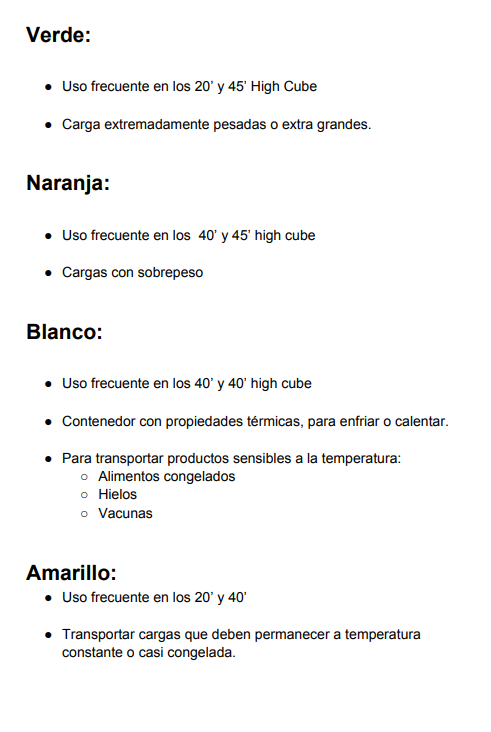 Verde:
● Uso frecuente en los 20’ y 45’ High Cube
● Carga extremadamente pesadas o extra grandes.
Naranja:
● Uso frecuente en los  40’ y 45’ high cube
● Cargas con sobrepeso
Blanco:
● Uso frecuente en los 40’ y 40’ high cube
● Contenedor con propiedades térmicas, para enfriar o calentar.
● Para transportar productos sensibles a la temperatura:
○ Alimentos congelados
○ Hielos
○ Vacunas
Amarillo:
● Uso frecuente en los 20’ y 40’
● Transportar cargas que deben permanecer a temperatura
constante o casi congelada.